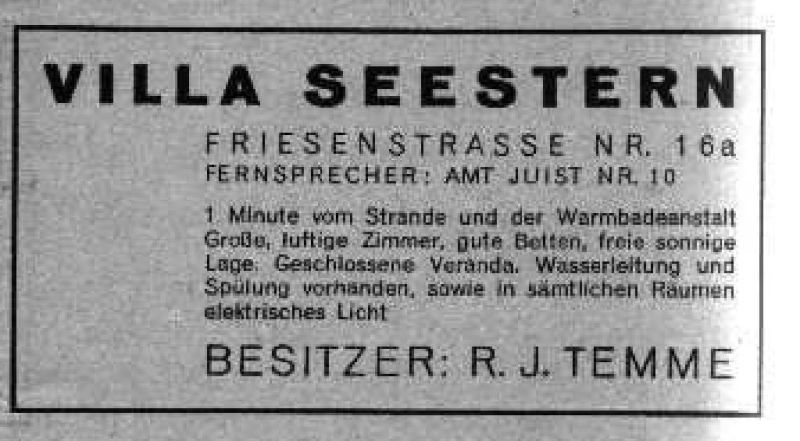 VILLA SEESTERN
FRIESENSTRASSE NR. 16a
FERNSPRECHER: AMT JUIST NR. 10
1 Minute vom Strande und der Warmbadeanstalt
Große, luftige Zimmer, gute Betten, freie sonnige
Lage. Geschlossene Veranda. Wasserleitung und
Spülung vorhanden, sowie in sämtlichen Räumen
elektrisches Licht
BESITZER: R. J. TEMME